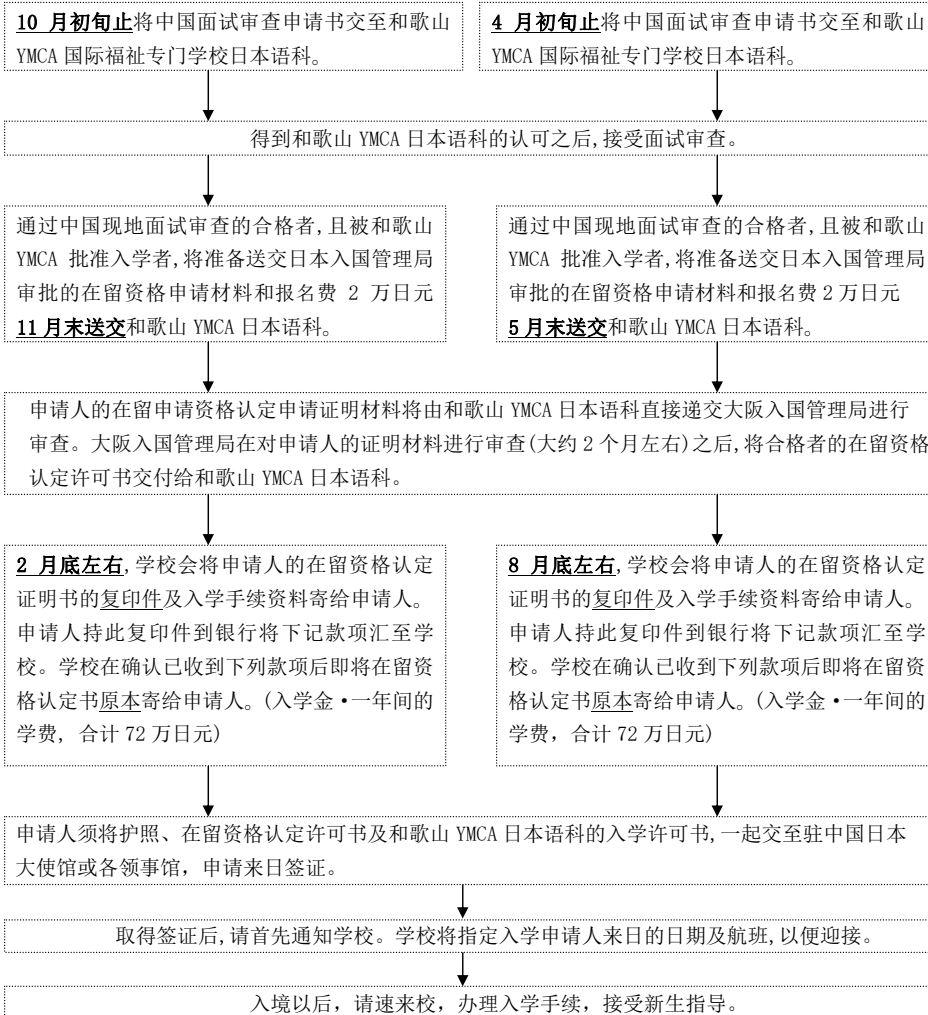 10 月初旬止将中国面试审查申请书交至和歌山
YMCA 国际福祉专门学校日本语科。
4 月初旬止将中国面试审查申请书交至和歌山
YMCA 国际福祉专门学校日本语科。
得到和歌山 YMCA 日本语科的认可之后,接受面试审查。
通过中国现地面试审查的合格者,且被和歌山
YMCA 批准入学者,将准备送交日本入国管理局
审批的在留资格申请材料和报名费 2 万日元
11 月末送交和歌山 YMCA 日本语科。
通过中国现地面试审查的合格者,且被和歌山
YMCA 批准入学者,将准备送交日本入国管理局
审批的在留资格申请材料和报名费 2 万日元
5 月末送交和歌山 YMCA 日本语科。
申请人的在留申请资格认定申请证明材料将由和歌山 YMCA 日本语科直接递交大阪入国管理局进行
审查。大阪入国管理局在对申请人的证明材料进行审查(大约 2 个月左右)之后,将合格者的在留资格
认定许可书交付给和歌山 YMCA 日本语科。
2 月底左右,学校会将申请人的在留资格认定
证明书的复印件及入学手续资料寄给申请人。
申请人持此复印件到银行将下记款项汇至学
校。学校在确认已收到下列款项后即将在留资
格认定书原本寄给申请人。(入学金•一年间的
学费, 合计 72 万日元)
8 月底左右,学校会将申请人的在留资格认定
证明书的复印件及入学手续资料寄给申请人。
申请人持此复印件到银行将下记款项汇至学
校。学校在确认已收到下列款项后即将在留资
格认定书原本寄给申请人。(入学金•一年间的
学费，合计 72 万日元)
申请人须将护照、在留资格认定许可书及和歌山 YMCA 日本语科的入学许可书,一起交至驻中国日本
大使馆或各领事馆，申请来日签证。
取得签证后,请首先通知学校。学校将指定入学申请人来日的日期及航班,以便迎接。
入境以后，请速来校，办理入学手续，接受新生指导。